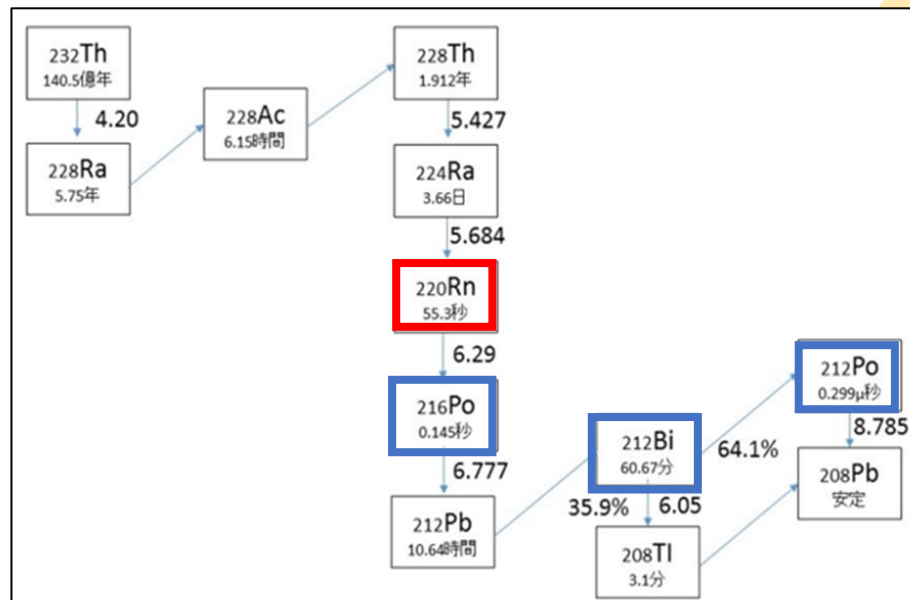 232Th
140.5億年
4.20
228Ra
5.75年
228Ac
6.15時間
228Th
1.912年
5.427
224Ra
3.66日
5.684
220Rn
55.3秒
6.29
216Po
0.145秒
6.777
212Pb
10.64時間
212Bi
60.67分
64.1%
35.9%
6.05
208Tl
3.1分
212Po
0.299μ秒
8.785
208Pb
安定